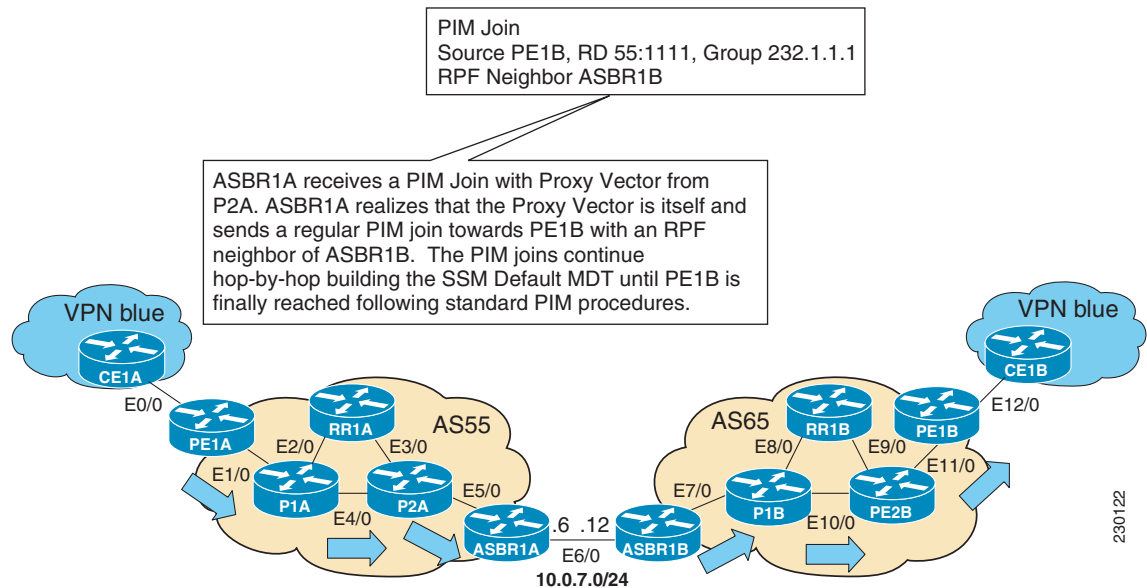 PIM Join
Source PE1B, RD 55:1111, Group 232.1.1.1
RPF Neighbor ASBR1B
ASBR1A receives a PIM Join with Proxy Vector from
P2A. ASBR1A realizes that the Proxy Vector is itself and
sends a regular PIM join towards PE1B with an RPF
neighbor of ASBR1B. The PIM joins continue
hop-by-hop building the SSM Default MDT until PE1B is
finally reached following standard PIM procedures.
VPN blue
CE1A
E0/0
PE1A
E1/0
E2/0
RR1A
E3/0
AS55
P1A
E4/0
P2A
E5/0
ASBR1A
.6 .12
E6/0
10.0.7.0/24
ASBR1B
E7/0
AS65
E8/0
RR1B
E9/0
P1B
E10/0
PE2B
PE1B
E11/0
E12/0
VPN blue
CE1B
230122